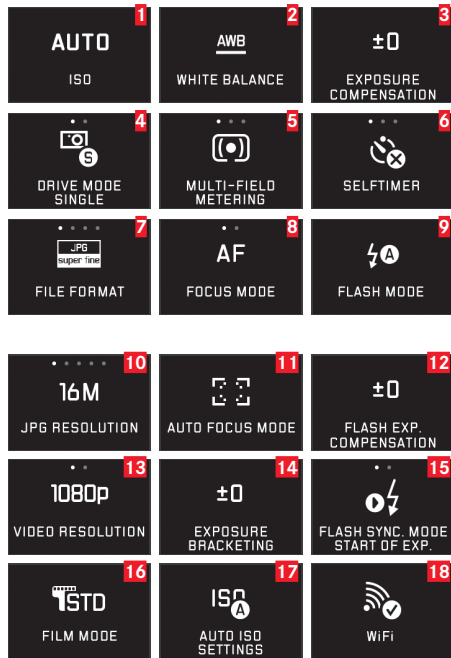 1 2 3
AUTO AWB ±0
ISO WHITE BALANCE EXPOSURE
COMPENSATION
4 5 6
S
DRIVE MODE MULTI-FIELD SELFTIMER
SINGLE METERING
7 8 9
JPG
super fine AF A
FILE FORMAT FOCUS MODE FLASH MODE
10 11 12
16M ±0
JPG RESOLUTION AUTO FOCUS MODE FLASH EXP.
COMPENSATION
13 14 15
1080p ±0
VIDEO RESOLUTION EXPOSURE FLASH SYNC. MODE
BRACKETING START OF EXP.
16 17 18
STD ISO
A
FILM MODE AUTO ISO WiFi
SETTINGS